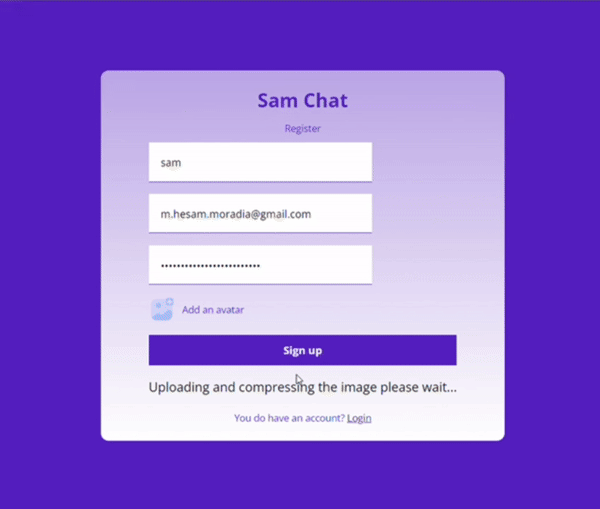 Sam Chat
Register
sam
m.hesam.moradia@gmail.com
••••••••••••••••••••••••••
Add an avatar
Sign up
Uploading and compressing the image please wait...
You do have an account? Login